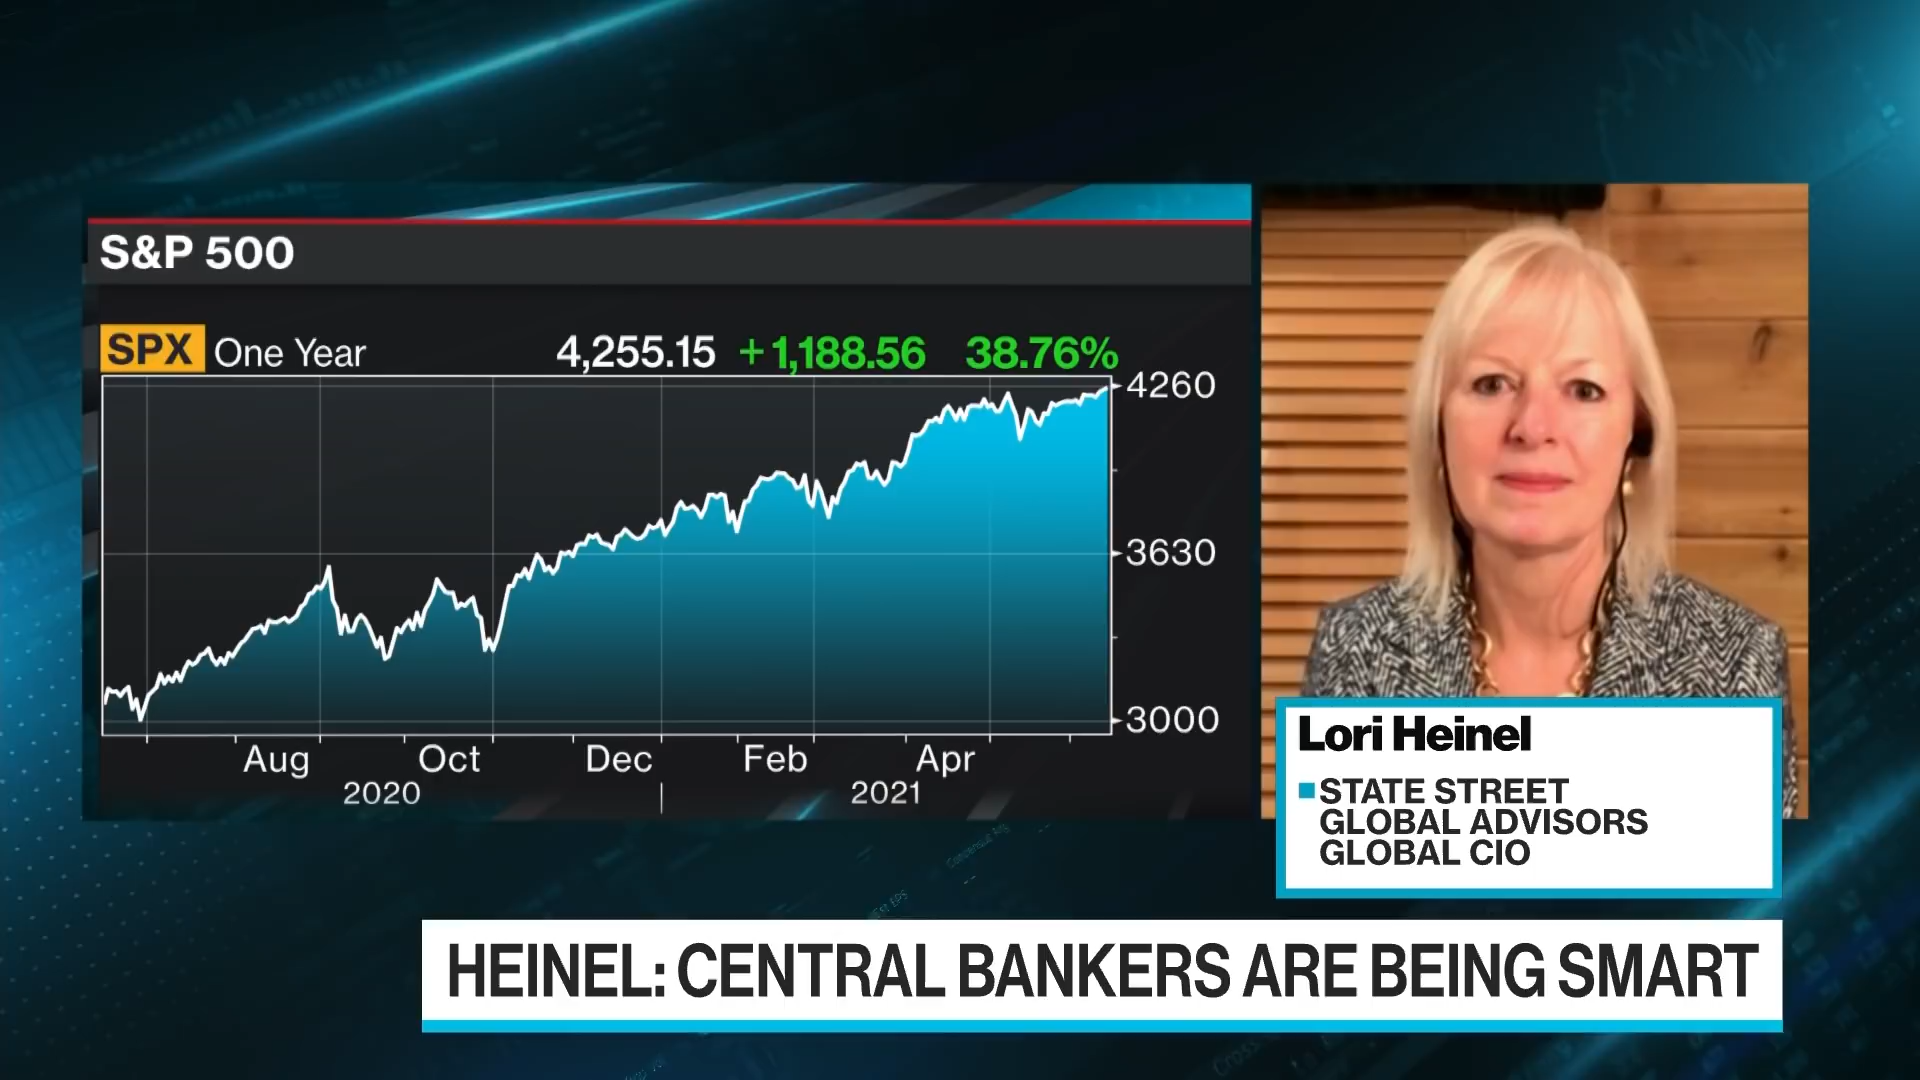 S&P 500
SPX One Year 4,255.15 +1,188.56 38.76%
4260
3630
3000
Aug Oct Dec Feb Apr
2020 2021
Lori Heinel
STATE STREET
GLOBAL ADVISORS
GLOBAL CIO
HEINEL: CENTRAL BANKERS ARE BEING SMART